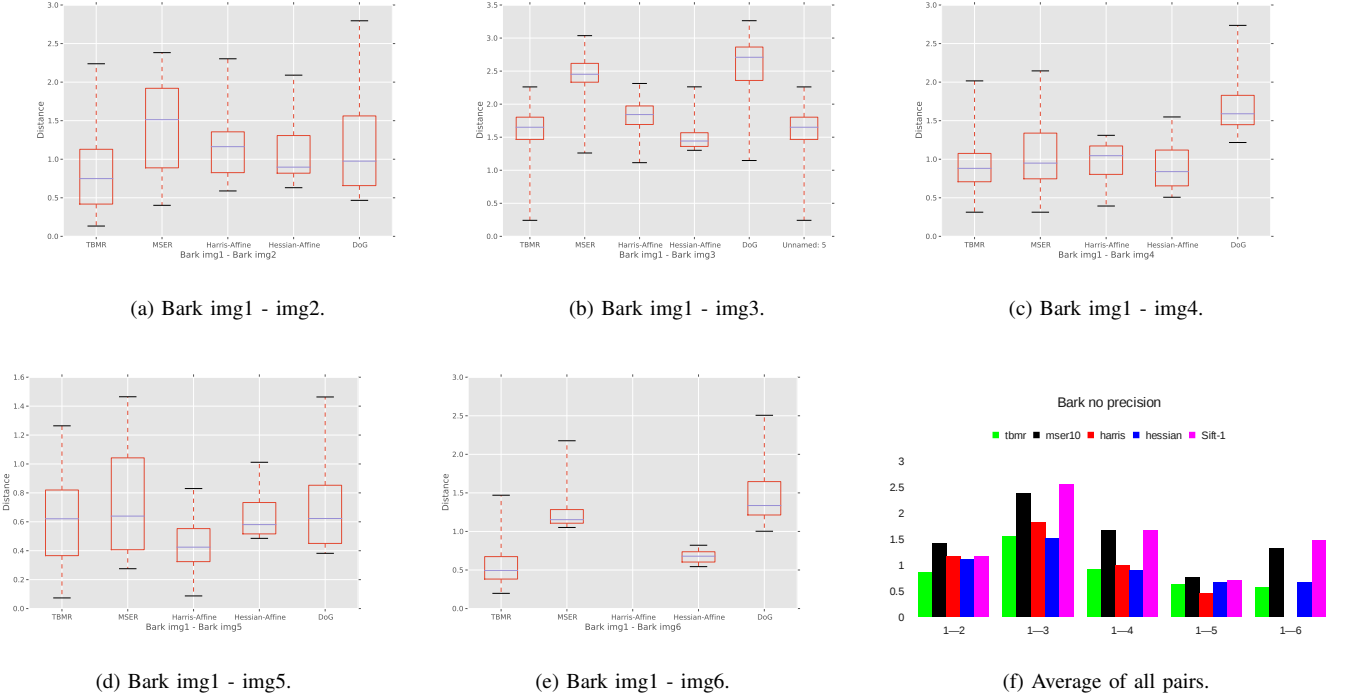 3.0
2.5
2.0
1.5
1.0
0.5
0.0
Distance
TBMR MSER Harris-Affine Hessian-Affine DoG
Bark img1 - Bark img2
(a) Bark img1 - img2.
3.5
3.0
2.5
2.0
1.5
1.0
0.5
0.0
Distance
TBMR MSER Harris-Affine Hessian-Affine DoG Unnamed: 5
Bark img1 - Bark img3
(b) Bark img1 - img3.
3.0
2.5
2.0
1.5
1.0
0.5
0.0
Distance
TBMR MSER Harris-Affine Hessian-Affine DoG
Bark img1 - Bark img4
(c) Bark img1 - img4.
1.6
1.4
1.2
1.0
0.8
0.6
0.4
0.2
0.0
Distance
TBMR MSER Harris-Affine Hessian-Affine DoG
Bark img1 - Bark img5
(d) Bark img1 - img5.
3.0
2.5
2.0
1.5
1.0
0.5
0.0
Distance
TBMR MSER Harris-Affine Hessian-Affine DoG
Bark img1 - Bark img6
(e) Bark img1 - img6.
Bark no precision
tbmr mser10 harris hessian Sift-1
3
2.5
2
1.5
1
0.5
0
1—2 1—3 1—4 1—5 1—6
(f) Average of all pairs.